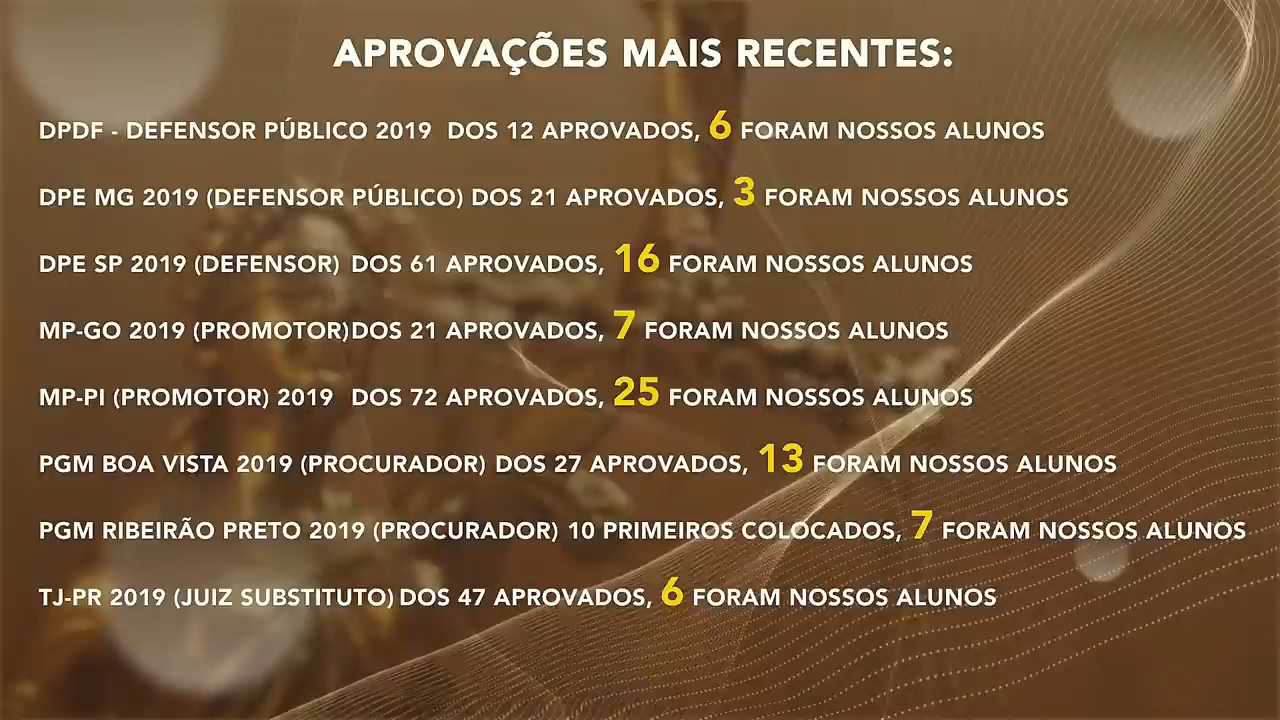 APROVAÇÕES MAIS RECENTES:
DPDF - DEFENSOR PÚBLICO 2019 DOS 12 APROVADOS, 6 FORAM NOSSOS ALUNOS
DPE MG 2019 (DEFENSOR PÚBLICO) DOS 21 APROVADOS, 3 FORAM NOSSOS ALUNOS
DPE SP 2019 (DEFENSOR) DOS 61 APROVADOS, 16 FORAM NOSSOS ALUNOS
MP-GO 2019 (PROMOTOR)DOS 21 APROVADOS, 7 FORAM NOSSOS ALUNOS
MP-PI (PROMOTOR) 2019 DOS 72 APROVADOS, 25 FORAM NOSSOS ALUNOS
PGM BOA VISTA 2019 (PROCURADOR) DOS 27 APROVADOS, 13 FORAM NOSSOS ALUNOS
PGM RIBEIRÃO PRETO 2019 (PROCURADOR) 10 PRIMEIROS COLOCADOS, 7 FORAM NOSSOS ALUNOS
TJ-PR 2019 (JUIZ SUBSTITUTO) DOS 47 APROVADOS, 6 FORAM NOSSOS ALUNOS